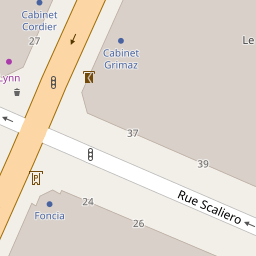 Cabinet
Cordier
27
Cabinet
Grimaz
Le
Lynn
P
37
39
Rue Scaliero
24
Foncia
26